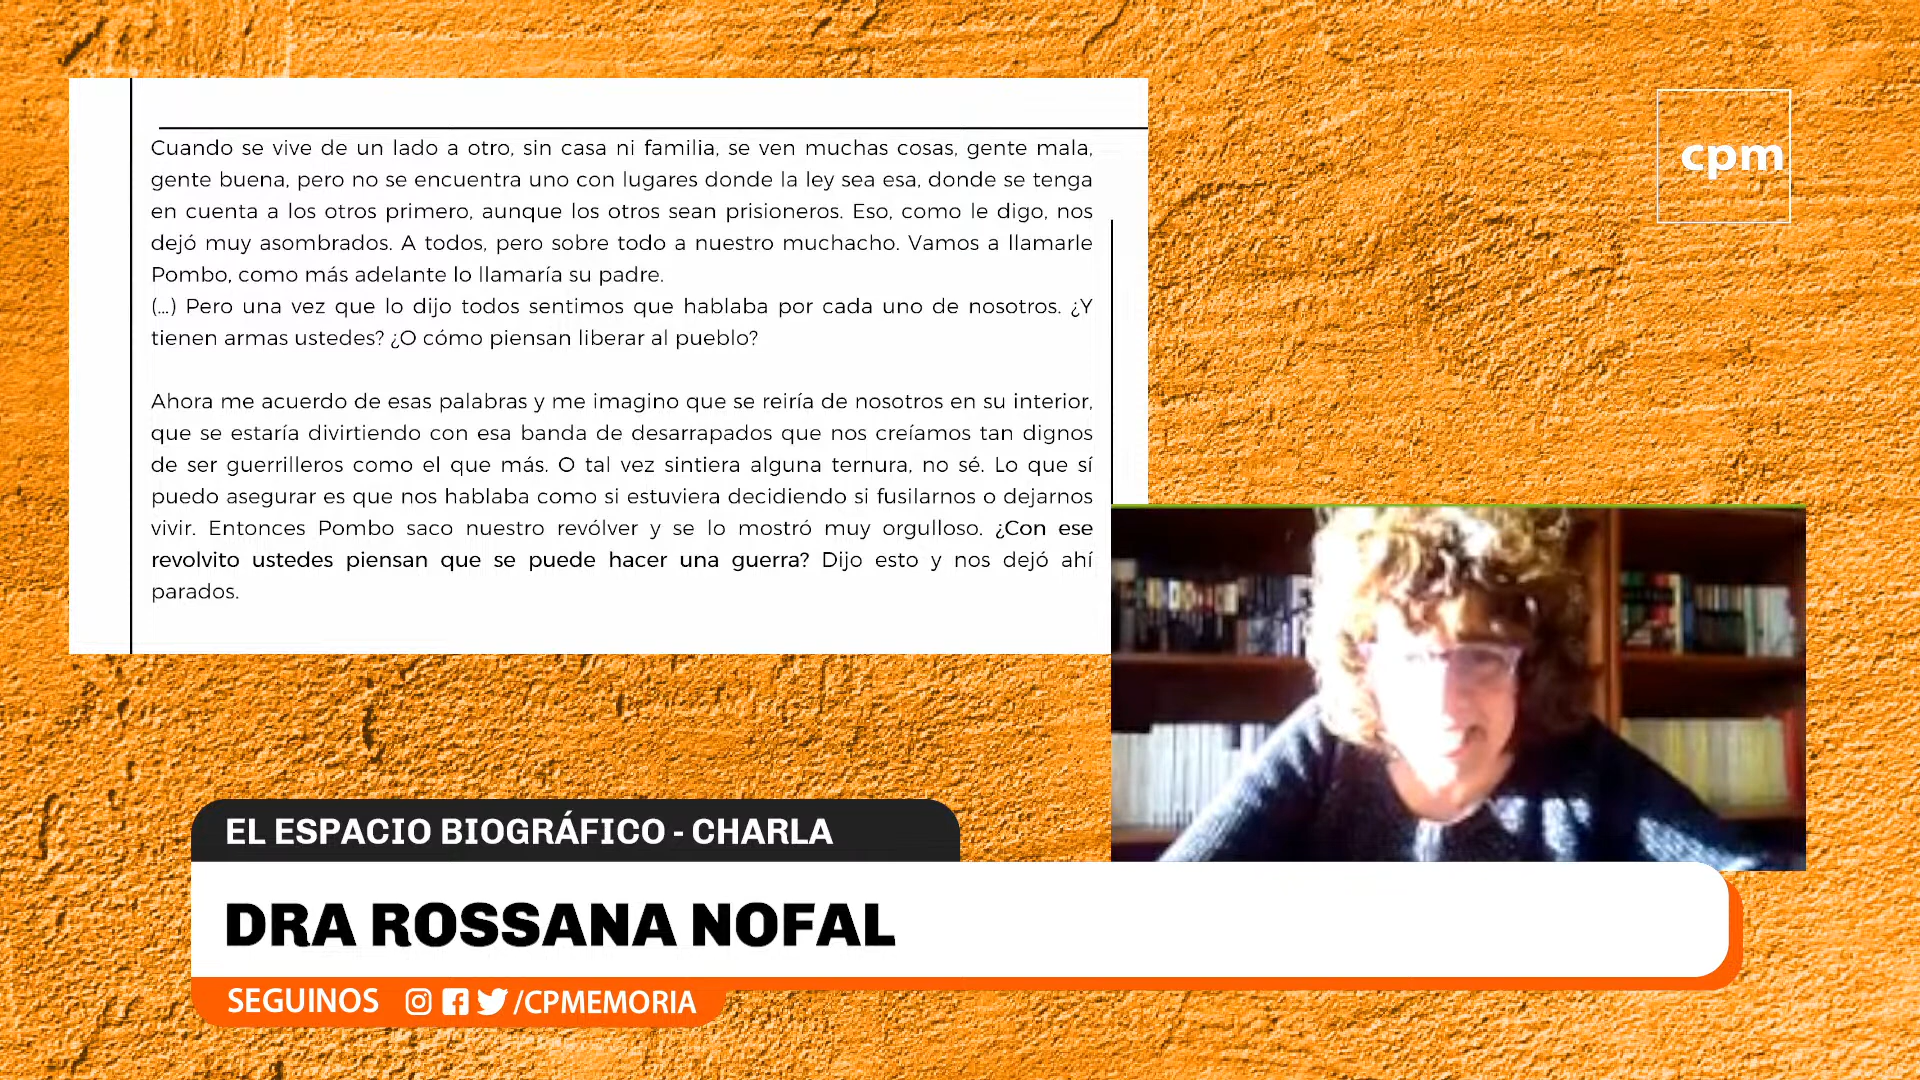 Cuando se vive de un lado a otro, sin casa ni familia, se ven muchas cosas, gente mala,
gente buena, pero no se encuentra uno con lugares donde la ley sea esa, donde se tenga
en cuenta a los otros primero, aunque los otros sean prisioneros. Eso, como le digo, nos
dejó muy asombrados. A todos, pero sobre todo a nuestro muchacho. Vamos a llamarle
Pombo, como más adelante lo llamaría su padre.
(...) Pero una vez que lo dijo todos sentimos que hablaba por cada uno de nosotros. ¿Y
tienen armas ustedes? ¿O cómo piensan liberar al pueblo?
Ahora me acuerdo de esas palabras y me imagino que se reiría de nosotros en su interior,
que se estaría divirtiendo con esa banda de desarrapados que nos creíamos tan dignos
de ser guerrilleros como el que más. O tal vez sintiera alguna ternura, no sé. Lo que sí
puedo asegurar es que nos hablaba como si estuviera decidiendo si fusilarnos o dejarnos
vivir. Entonces Pombo saco nuestro revólver y se lo mostró muy orgulloso. ¿Con ese
revolvito ustedes piensan que se puede hacer una guerra? Dijo esto y nos dejó ahí
parados.
cpm
EL ESPACIO BIOGRÁFICO - CHARLA
DRA ROSSANA NOFAL
SEGUINOS /CPMEMORIA